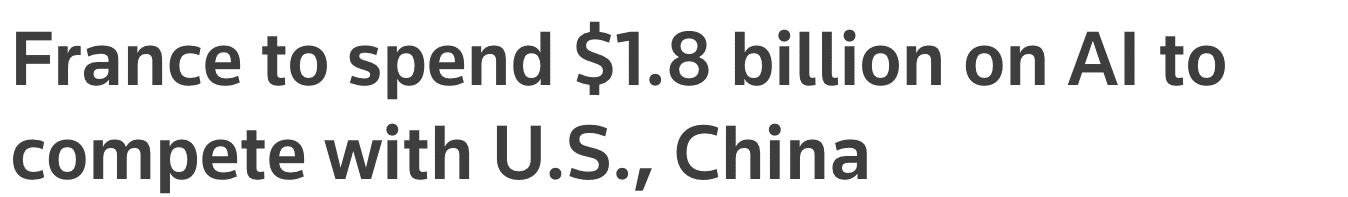 France to spend $1.8 billion on AI to
compete with U.S., China